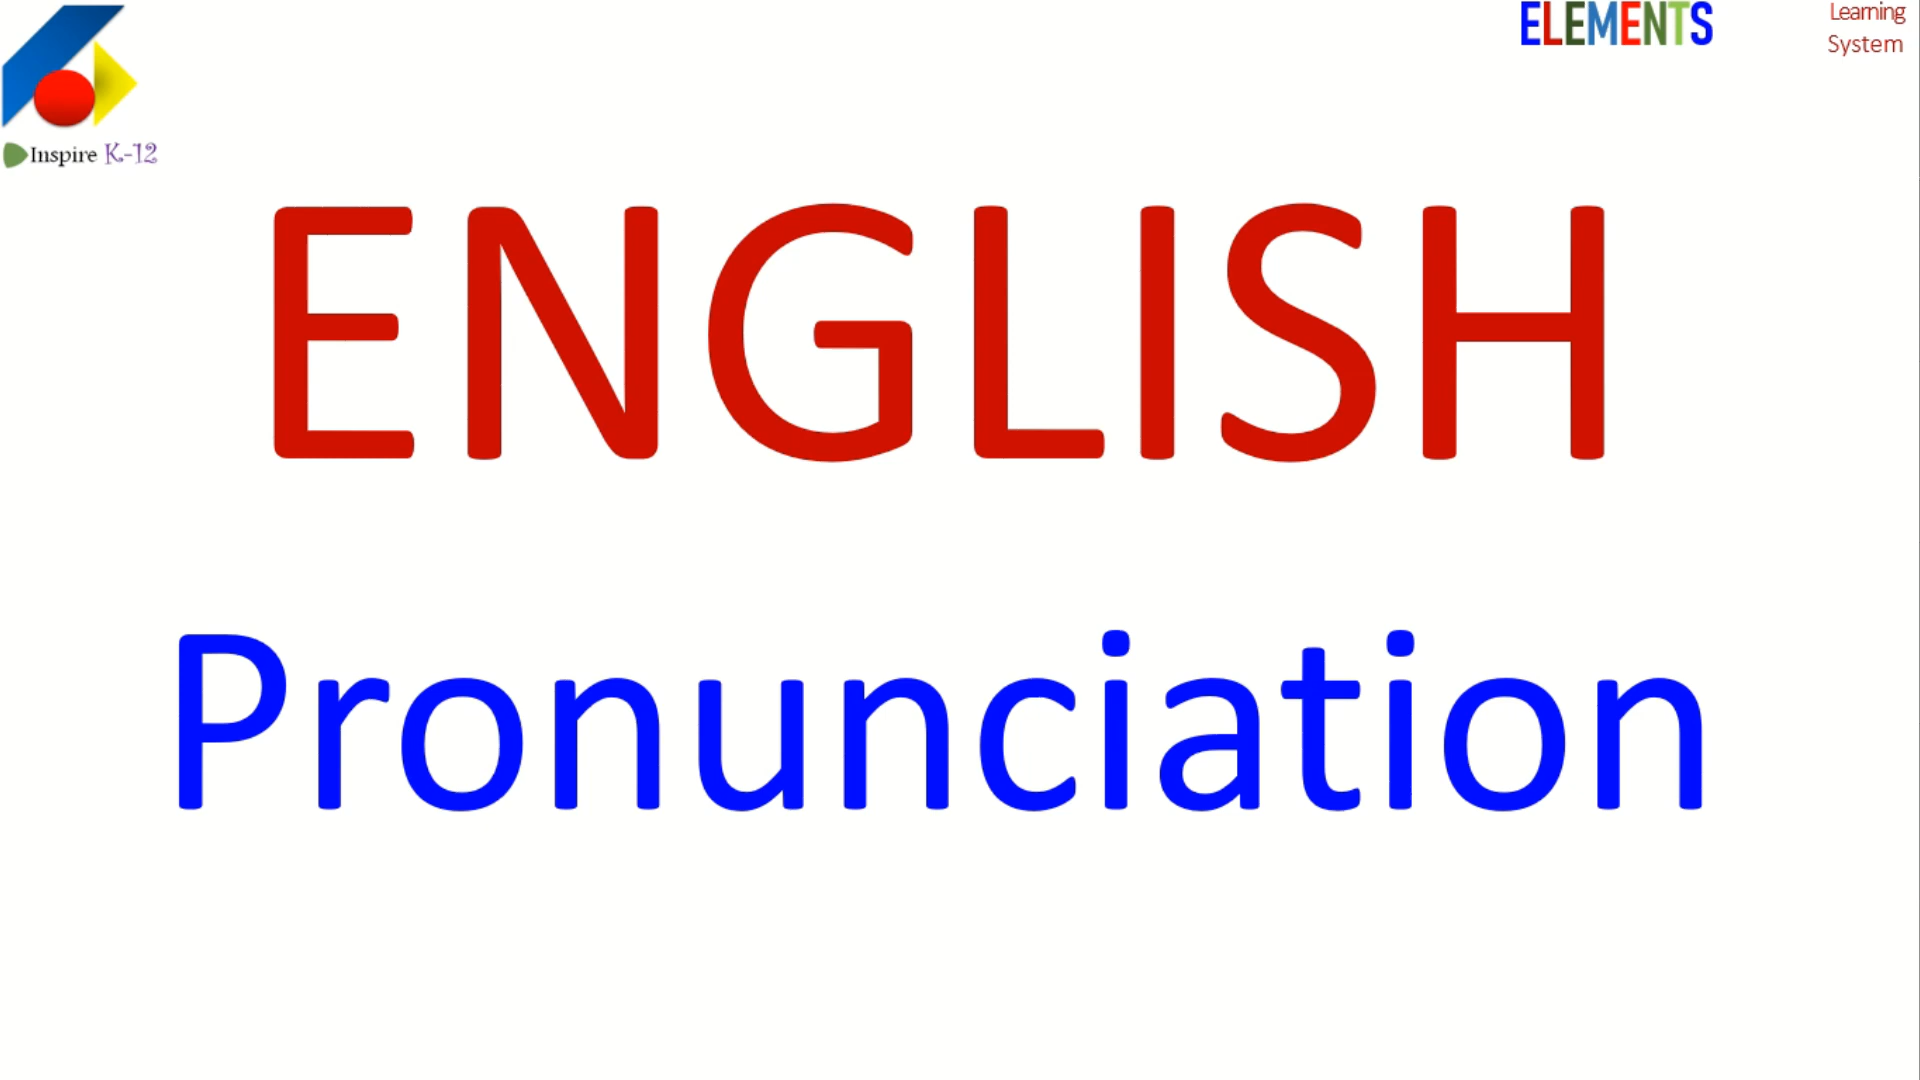 ELEMENTS
Learning
System
Inspire K-12
ENGLISH
Pronunciation